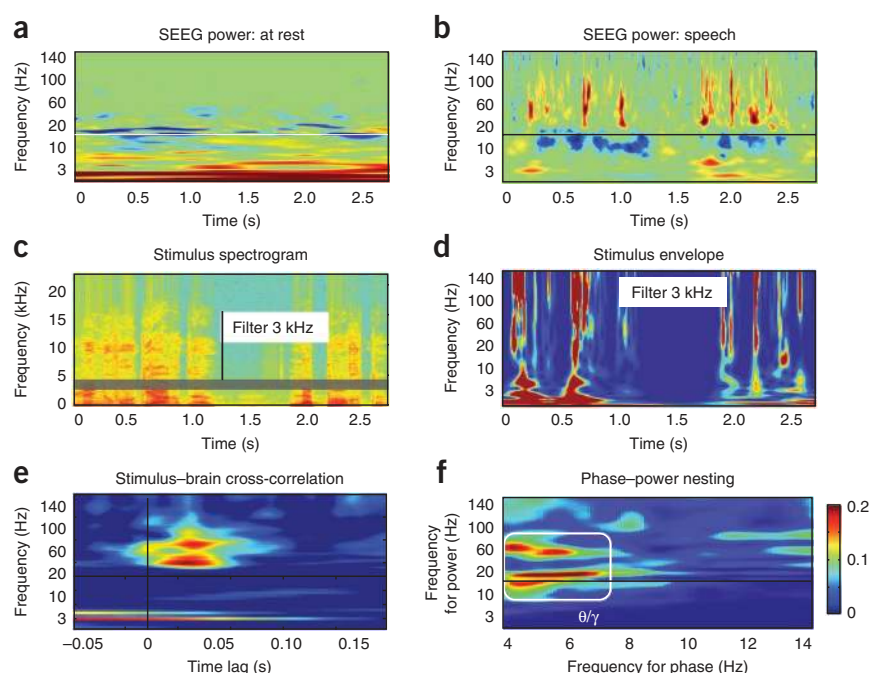 a
SEEG power: at rest
Frequency (Hz)
140
100
60
20
10
3
0 0.5 1.0 1.5 2.0 2.5
Time (s)
b
SEEG power: speech
Frequency (Hz)
140
100
60
20
10
3
0 0.5 1.0 1.5 2.0 2.5
Time (s)
c
Stimulus spectrogram
Frequency (kHz)
20
15
10
5
0
Filter 3 kHz
0 0.5 1.0 1.5 2.0 2.5
Time (s)
d
Stimulus envelope
Frequency (Hz)
140
100
60
20
10
3
Filter 3 kHz
0 0.5 1.0 1.5 2.0 2.5
Time (s)
e
Stimulus–brain cross-correlation
Frequency (Hz)
140
100
60
20
10
3
–0.05 0 0.05 0.10 0.15
Time lag (s)
f
Phase–power nesting
Frequency
for power (Hz)
140
100
60
20
10
3
θ/γ
4 6 8 10 12 14
Frequency for phase (Hz)
0.2
0.1
0